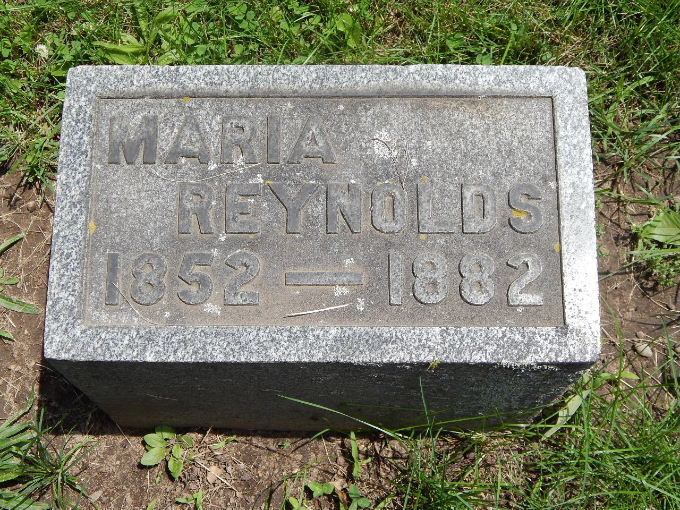 MARIA
REYNOLDS
1852 — 1882